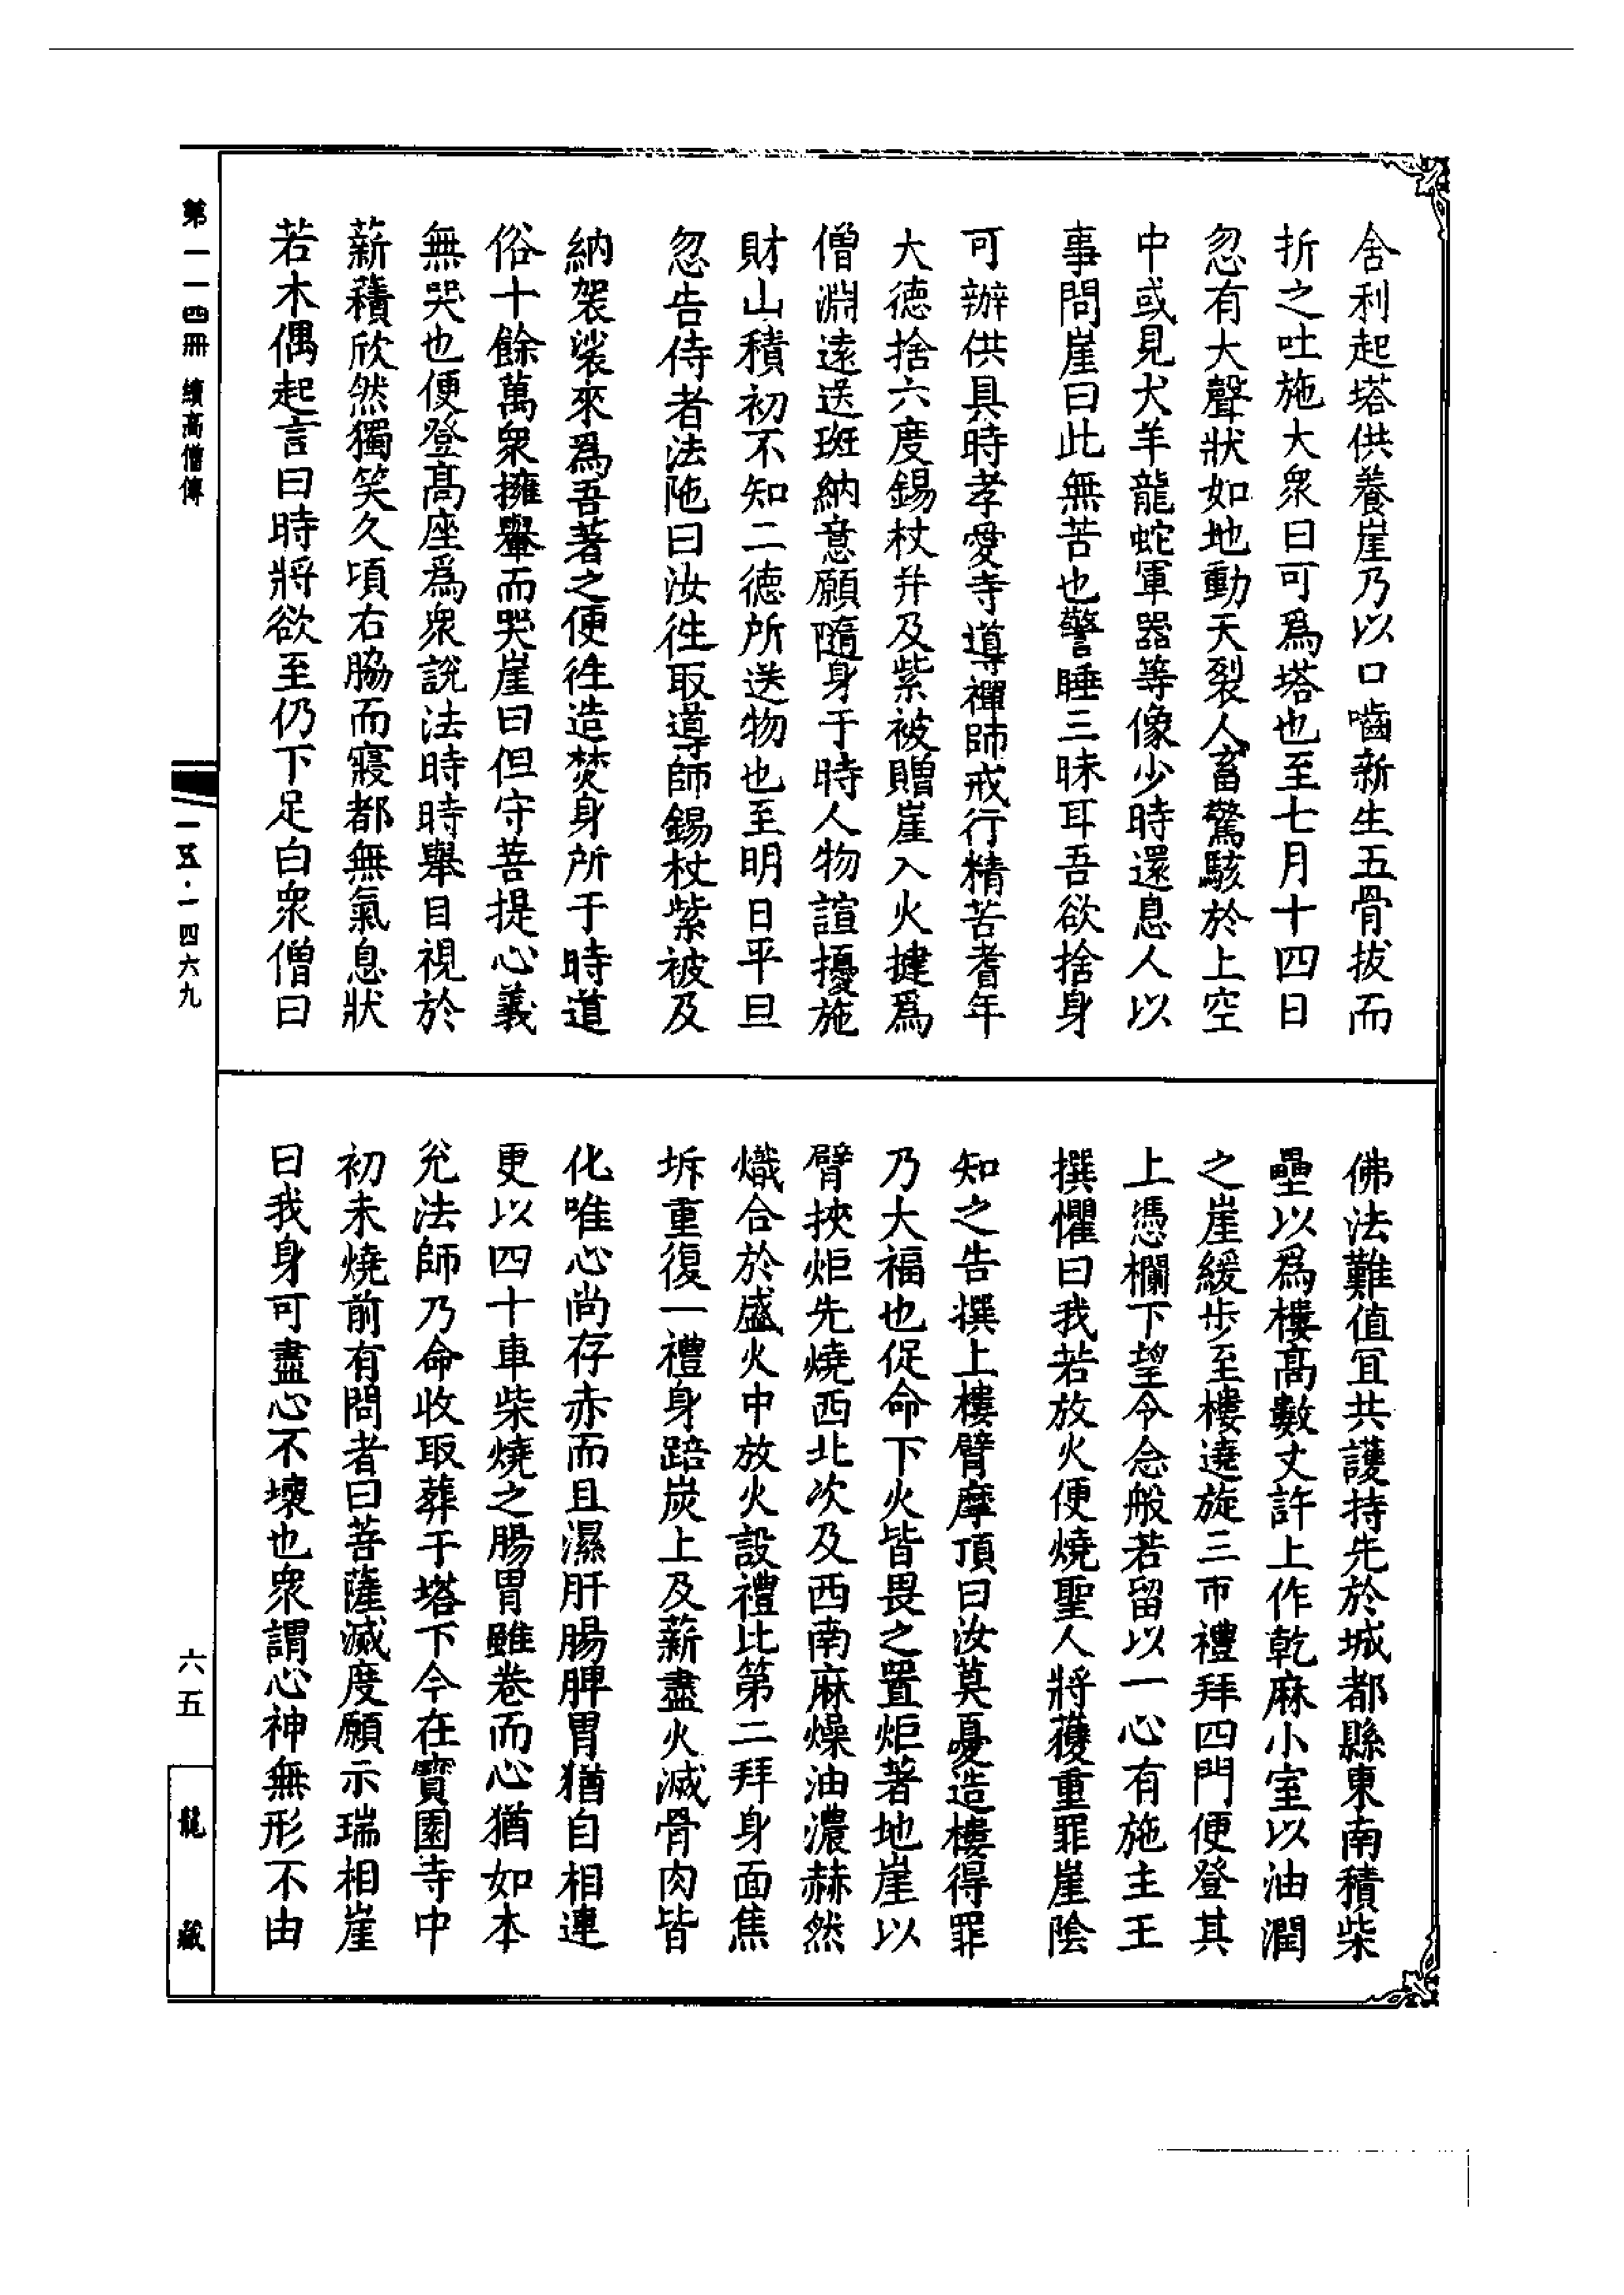 舍利起塔供養崖乃以口嚙新生五骨拔而
折之吐施大衆曰可爲塔也至七月十四日
忽有大聲狀如地動天裂人畜驚駭於上空
中或見犬羊龍蛇軍器等像少時還息人以
事問崖曰此無苦也警睡三昧耳吾欲捨身
可辦供具時孝愛寺導禪師戒行精苦耆年
大德捨六度錫杖幷及紫被贈崖入火揵爲
僧淵遠送班納意願隨身于時人物諠擾施
財山積初不知二德所送物也至明日平旦
忽告侍者法陁曰汝徃取導師錫杖紫被及
納袈裟來爲吾著之便徃造焚身所于時道
俗十餘萬衆擁轝而哭崖曰但守菩提心義
無哭也便登髙座爲衆説法時時舉目視於
薪𧂐欣然獨笑久頃右脇而寢都無氣息狀
若木偶起言曰時將欲至仍下足白衆僧曰
佛法難值冝共護持先於城都縣東南積柴
壘以爲樓髙數丈許上作乾麻小室以油潤
之崖緩步至樓遶旋三帀禮拜四門便登其
上憑欄下望令念般若留以一心有施主王
撰懼曰我若放火便燒聖人將獲重罪崖陰
知之告撰上樓臂摩頂曰汝莫憂造樓得罪
乃大福也促命下火皆畏之置炬著地崖以
臂挾炬先燒西北次及西南麻燥油濃赫然
熾合於盛火中放火設禮比第二拜身面焦
坼重復一禮身踣炭上及薪盡火滅骨肉皆
化唯心尚存赤而且濕肝腸脾胃猶自相連
更以四十車柴燒之腸胃雖卷而心猶如本
兊法師乃命收取葬于塔下今在寶園寺中
初未燒前有問者曰菩薩滅度願示瑞相崖
曰我身可盡心不壞也衆謂心神無形不由
第一一四册 續高僧傳
一五·一四六九
六五
龍藏